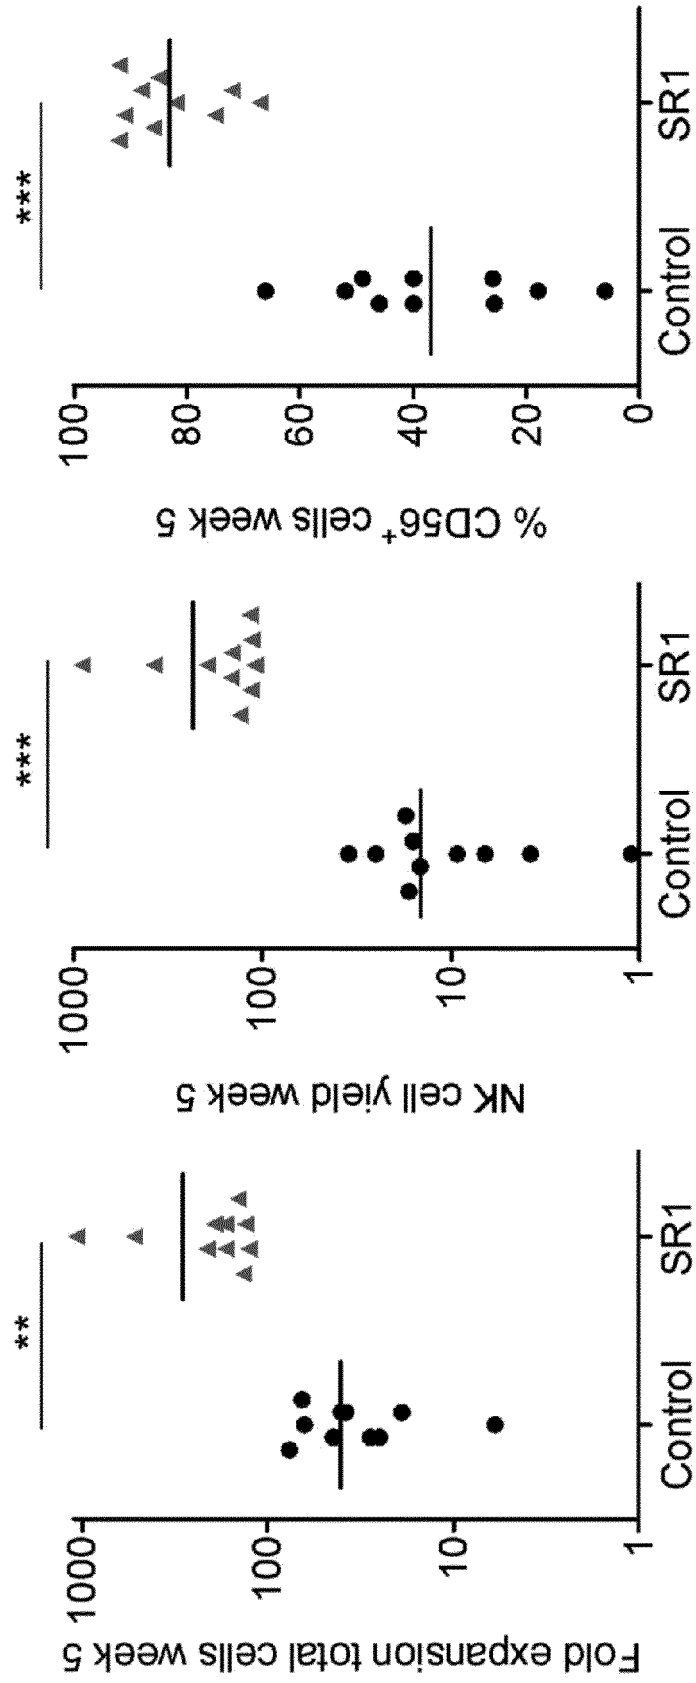 Fold expansion total cells week 5
1000
100
10
1
**
Control
SR1
NK cell yield week 5
1000
100
10
1
***
Control
SR1
% CD56+ cells week 5
100
80
60
40
20
0
***
Control
SR1